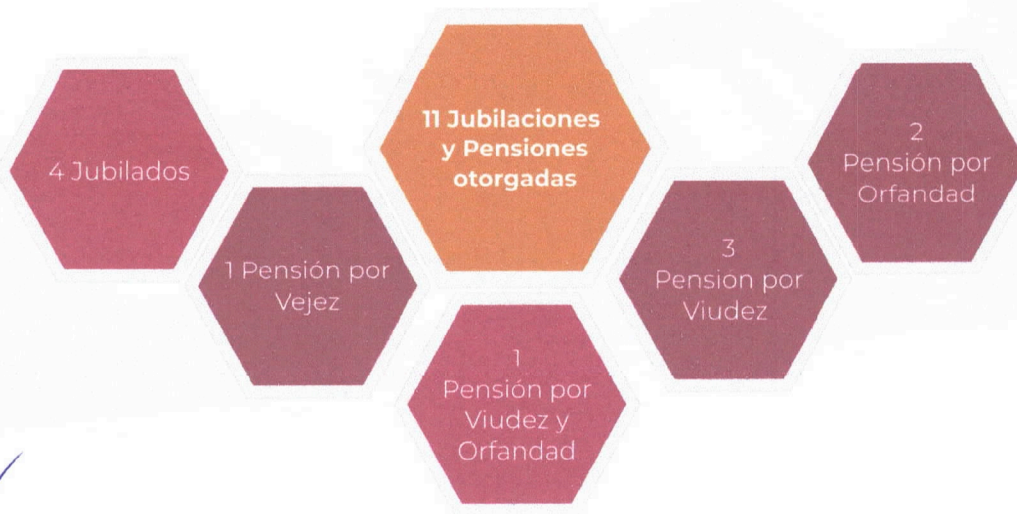 4 Jubilados
1 Pensión por
Vejez
11 Jubilaciones
y Pensiones
otorgadas
1
Pensión por
Viudez y
Orfandad
3
Pensión por
Viudez
2
Pensión por
Orfandad